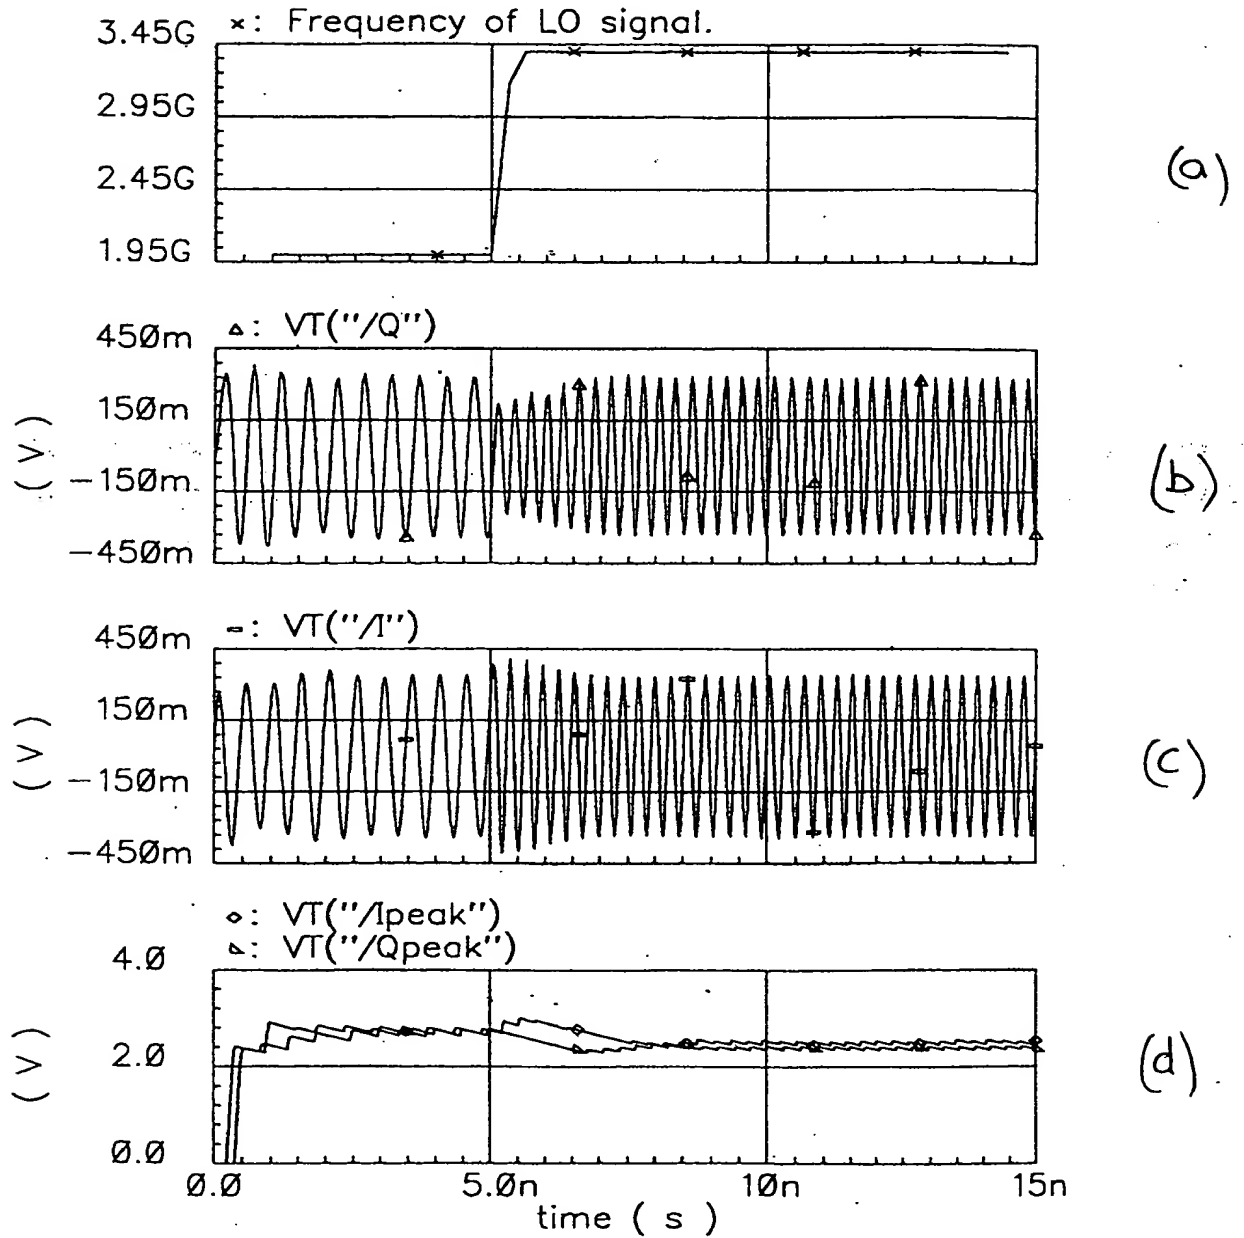 ×: Frequency of LO signal.
3.45G
2.95G
2.45G
1.95G
(a)
△: VT("/Q")
450m
150m
-150m
-450m
(V)
(b)
-: VT("/I")
450m
150m
-150m
-450m
(V)
(c)
◇: VT("/Ipeak")
▷: VT("/Qpeak")
4.0
2.0
0.0
(V)
(d)
0.0 5.0n 10n 15n
time ( s )